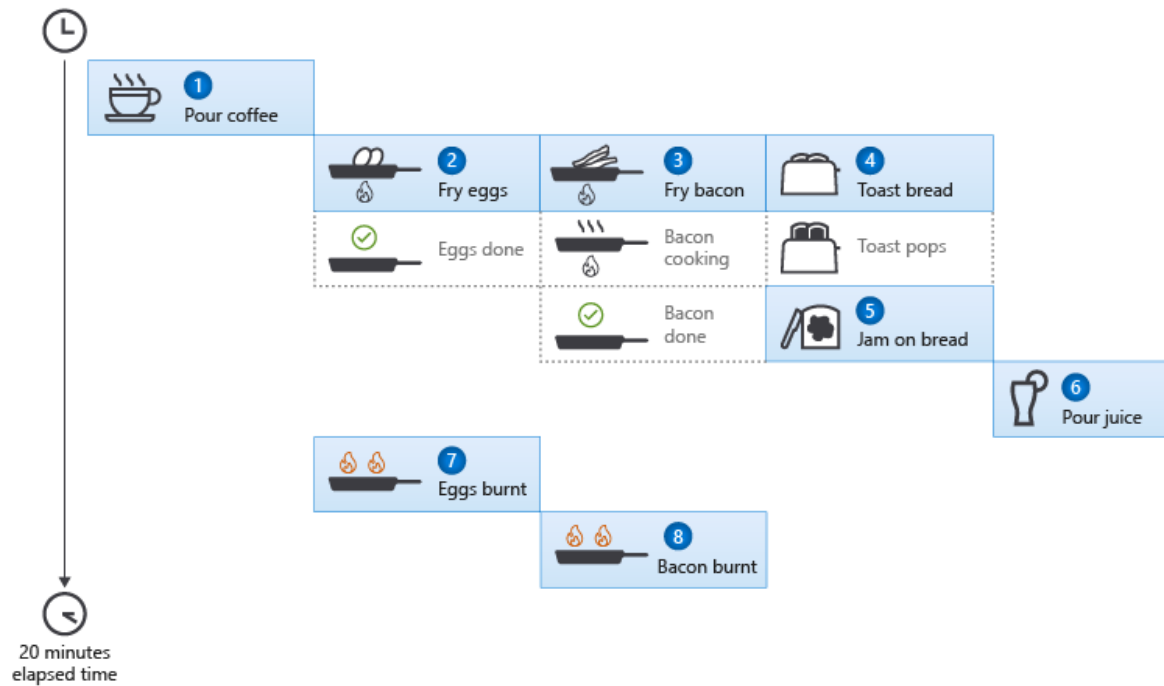 1
Pour coffee
2
Fry eggs
3
Fry bacon
4
Toast bread
Eggs done
Bacon
cooking
Toast pops
Bacon
done
5
Jam on bread
6
Pour juice
7
Eggs burnt
8
Bacon burnt
20 minutes
elapsed time